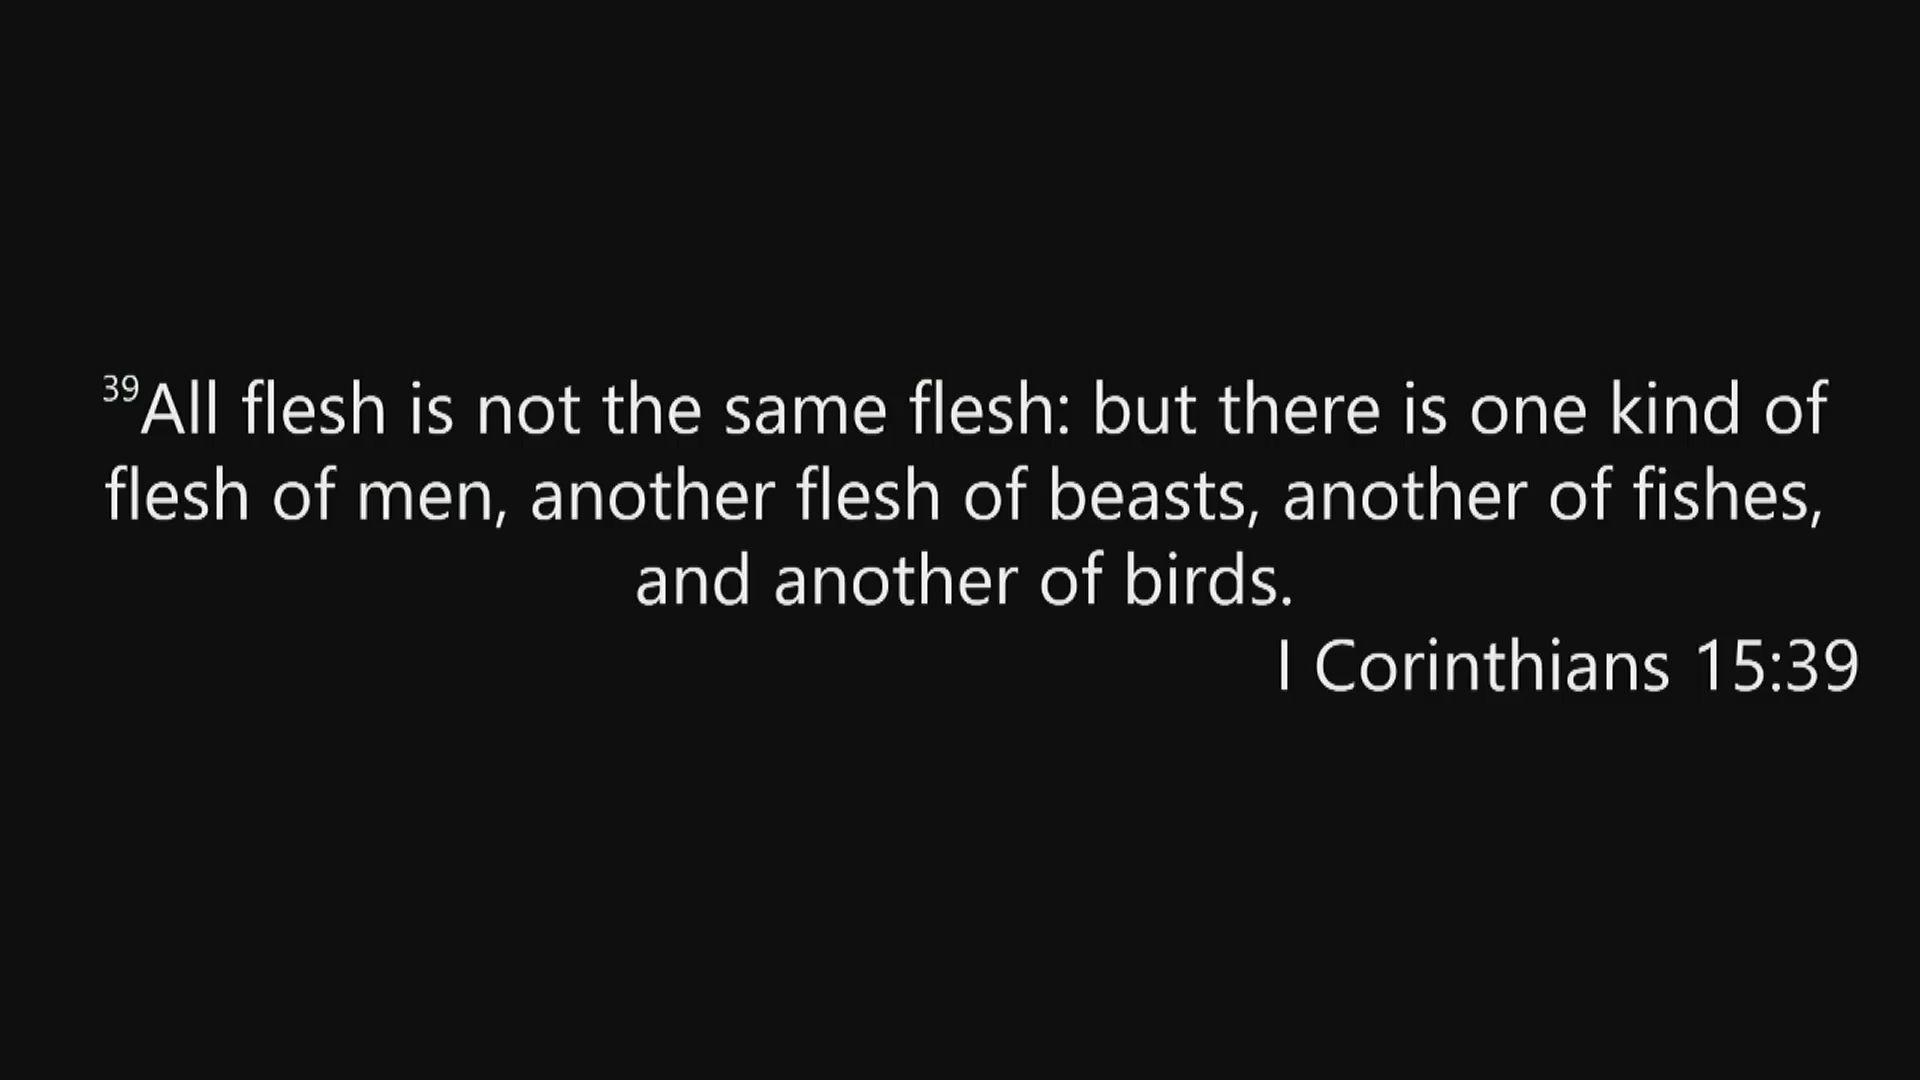 39All flesh is not the same flesh: but there is one kind of
flesh of men, another flesh of beasts, another of fishes,
and another of birds.
I Corinthians 15:39